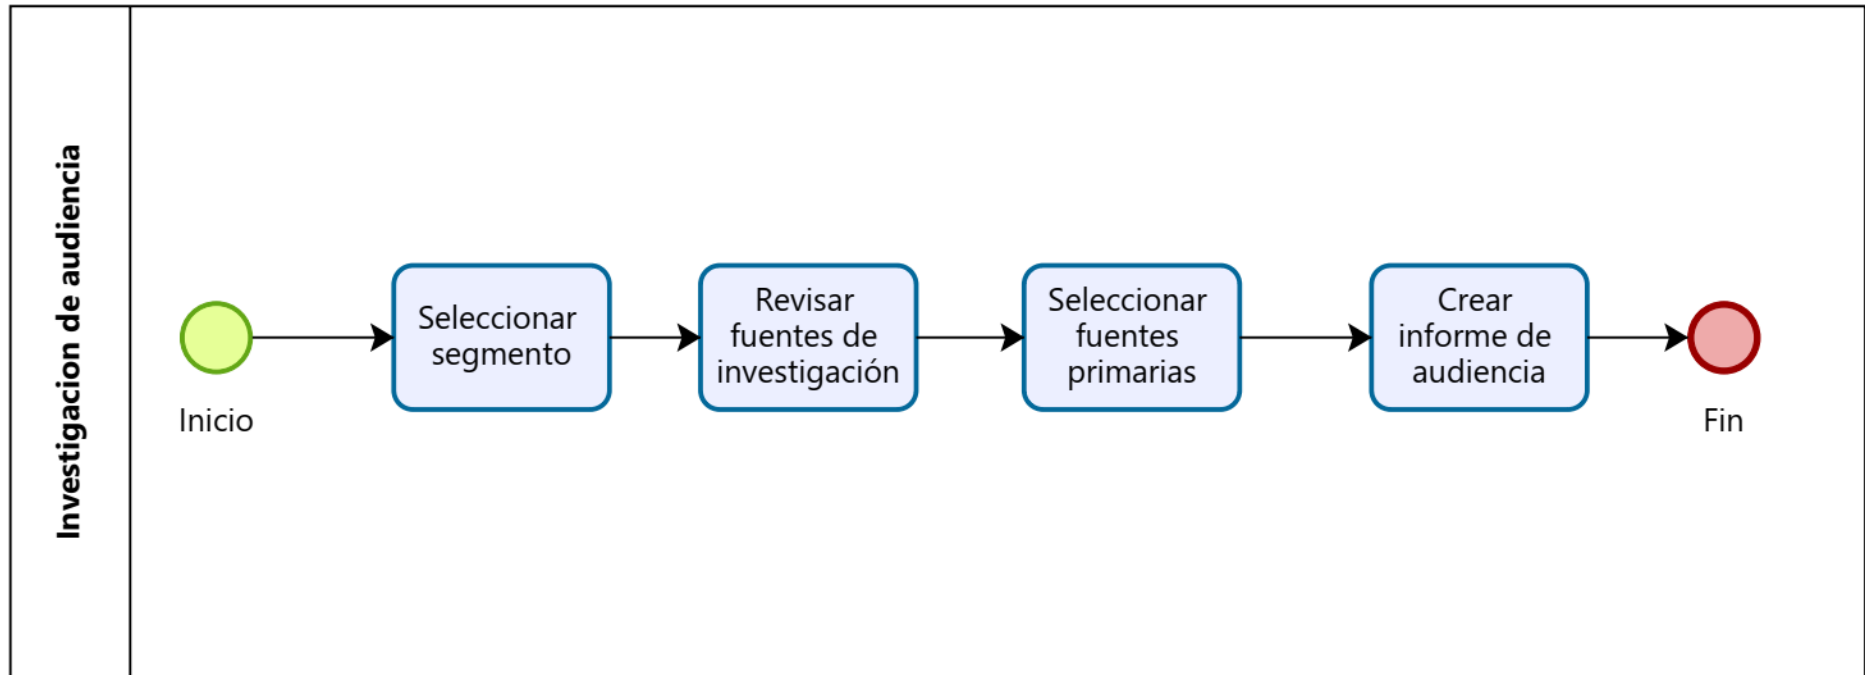 Investigacion de audiencia
Inicio
Seleccionar
segmento
Revisar
fuentes de
investigación
Seleccionar
fuentes
primarias
Crear
informe de
audiencia
Fin